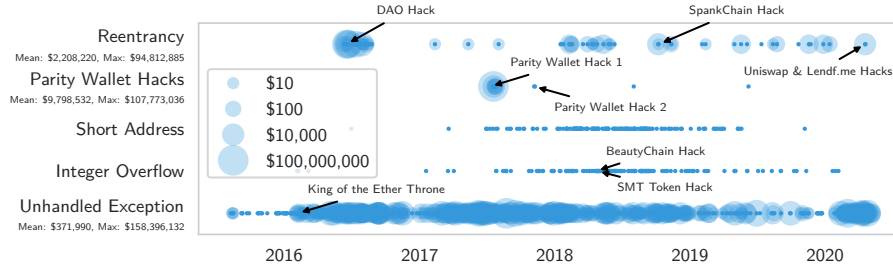 DAO Hack
SpankChain Hack
Reentrancy
Mean: $2,208,220, Max: $94,812,885
Parity Wallet Hack 1
Uniswap & Lendf.me Hacks
Parity Wallet Hacks
Mean: $9,798,532, Max: $107,773,036
$10
$100
$10,000
$100,000,000
Parity Wallet Hack 2
Short Address
BeautyChain Hack
Integer Overflow
SMT Token Hack
King of the Ether Throne
Unhandled Exception
Mean: $371,990, Max: $158,396,132
2016 2017 2018 2019 2020